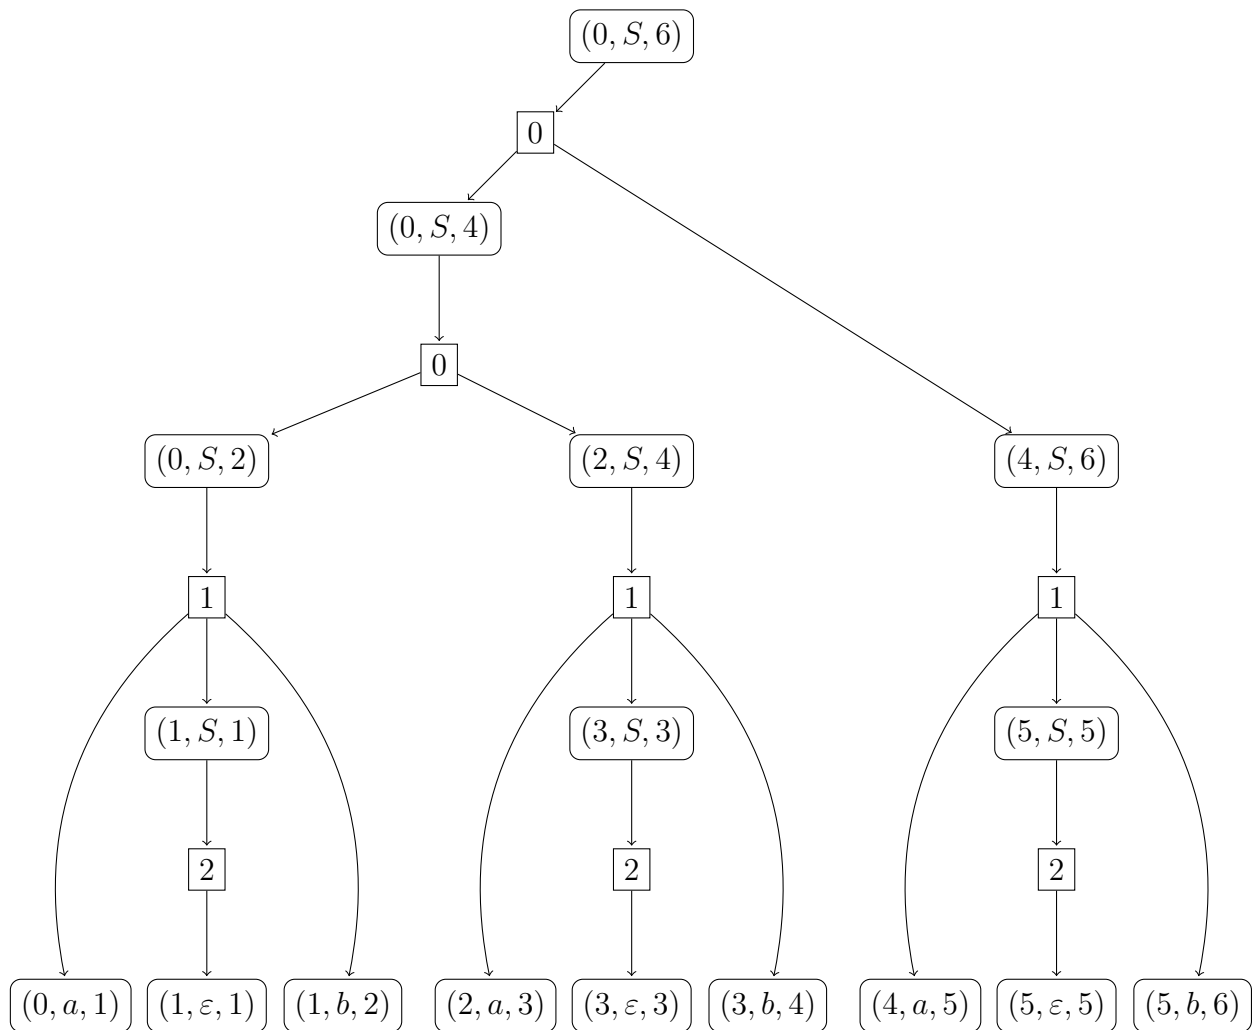 (0, S, 6)
0
(0, S, 4)
0
(0, S, 2) (2, S, 4) (4, S, 6)
1 1 1
(1, S, 1) (3, S, 3) (5, S, 5)
2 2 2
(0, a, 1) (1, ε, 1) (1, b, 2) (2, a, 3) (3, ε, 3) (3, b, 4) (4, a, 5) (5, ε, 5) (5, b, 6)